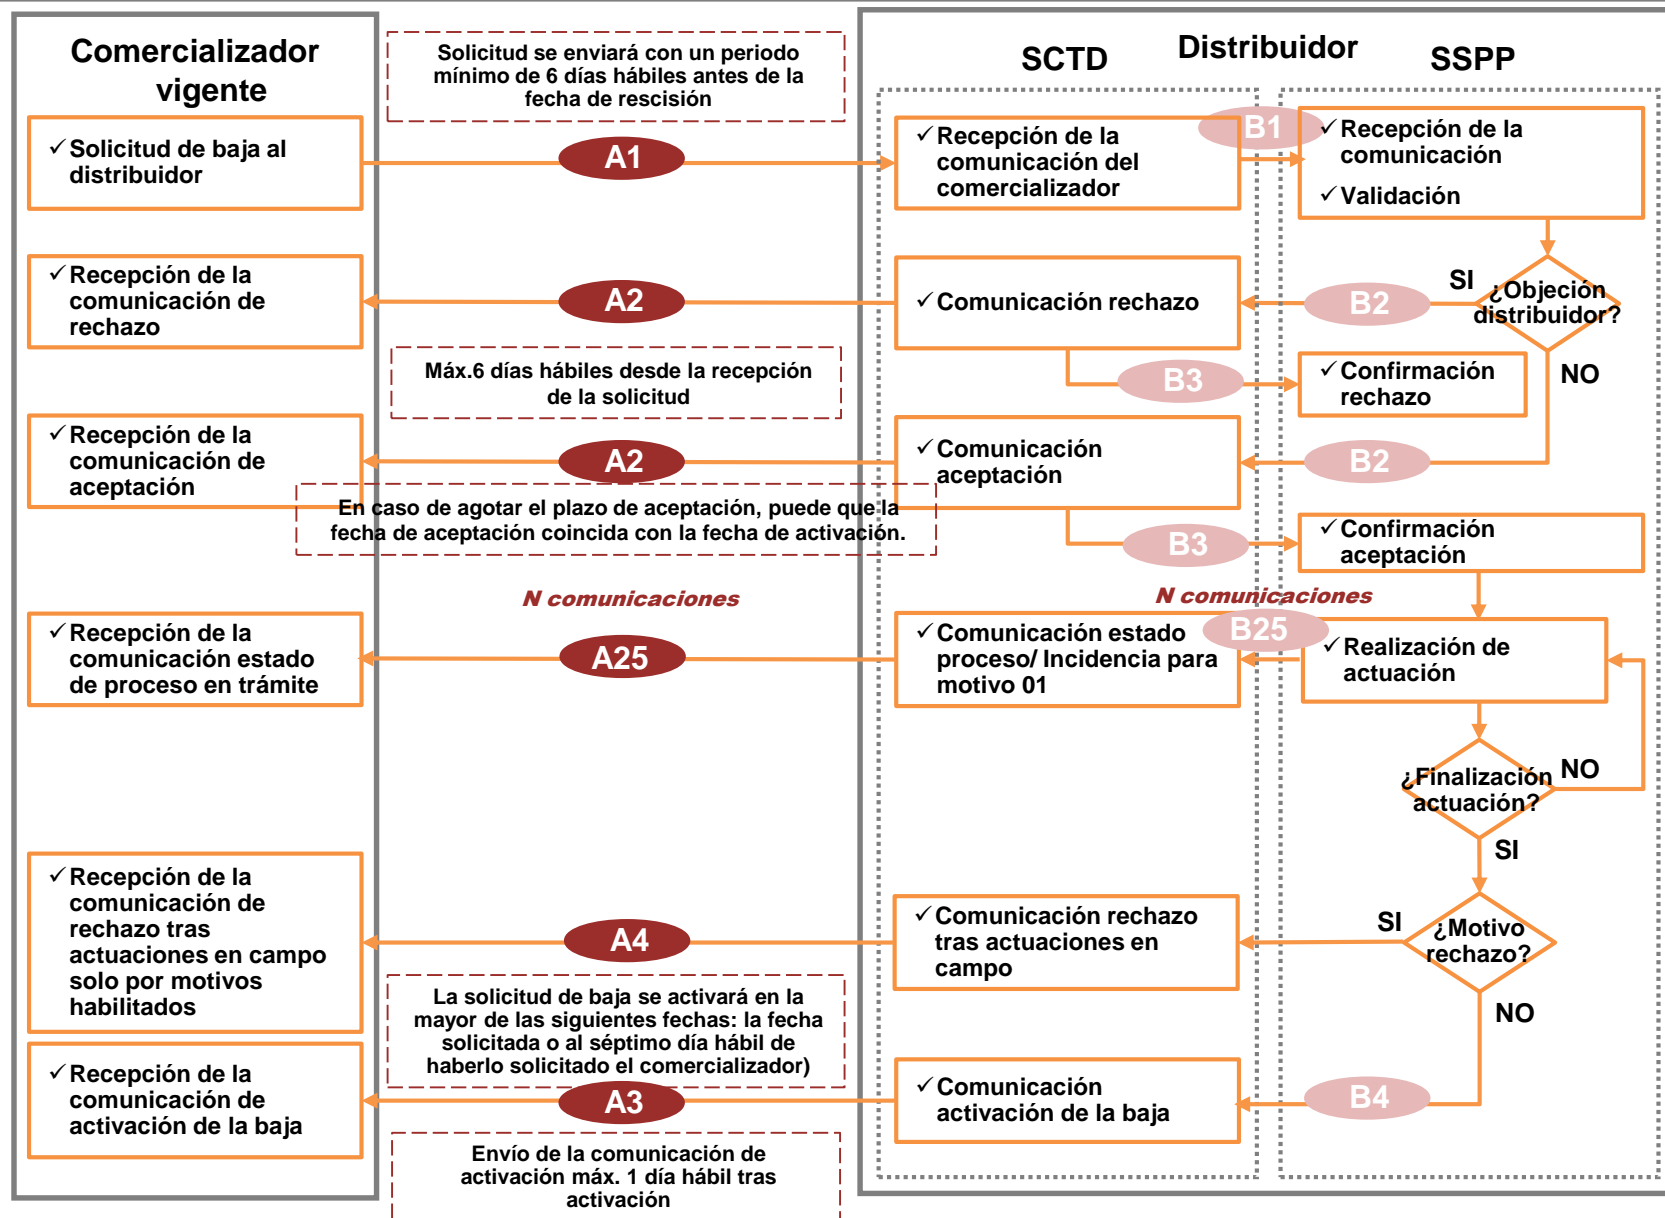 Comercializador
vigente
Solicitud se enviará con un periodo
mínimo de 6 días hábiles antes de la
fecha de rescisión
Distribuidor
SCTD
SSPP
✓ Solicitud de baja al
distribuidor
A1
✓ Recepción de la
comunicación del
comercializador
B1
✓ Recepción de la
comunicación
✓ Validación
✓ Recepción de la
comunicación de
rechazo
A2
✓ Comunicación rechazo
B2
SI
¿Objeción
distribuidor?
NO
Máx.6 días hábiles desde la recepción
de la solicitud
B3
✓ Confirmación
rechazo
✓ Recepción de la
comunicación de
aceptación
A2
✓ Comunicación
aceptación
B2
En caso de agotar el plazo de aceptación, puede que la
fecha de aceptación coincida con la fecha de activación.
B3
✓ Confirmación
aceptación
N comunicaciones
N comunicaciones
✓ Recepción de la
comunicación estado
de proceso en trámite
A25
✓ Comunicación estado
proceso/ Incidencia para
motivo 01
B25
✓ Realización de
actuación
¿Finalización
actuación?
NO
SI
✓ Recepción de la
comunicación de
rechazo tras
actuaciones en campo
solo por motivos
habilitados
A4
✓ Comunicación rechazo
tras actuaciones en
campo
SI
¿Motivo
rechazo?
NO
La solicitud de baja se activará en la
mayor de las siguientes fechas: la fecha
solicitada o al séptimo día hábil de
haberlo solicitado el comercializador)
✓ Recepción de la
comunicación de
activación de la baja
A3
✓ Comunicación
activación de la baja
B4
Envío de la comunicación de
activación máx. 1 día hábil tras
activación